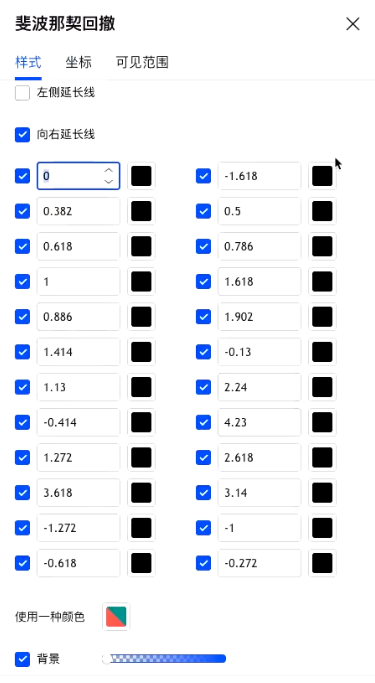 斐波那契回撤
样式 坐标 可见范围
左侧延长线
向右延长线
0 -1.618
0.382 0.5
0.618 0.786
1 1.618
0.886 1.902
1.414 -0.13
1.13 2.24
-0.414 4.23
1.272 2.618
3.618 3.14
-1.272 -1
-0.618 -0.272
使用一种颜色
背景